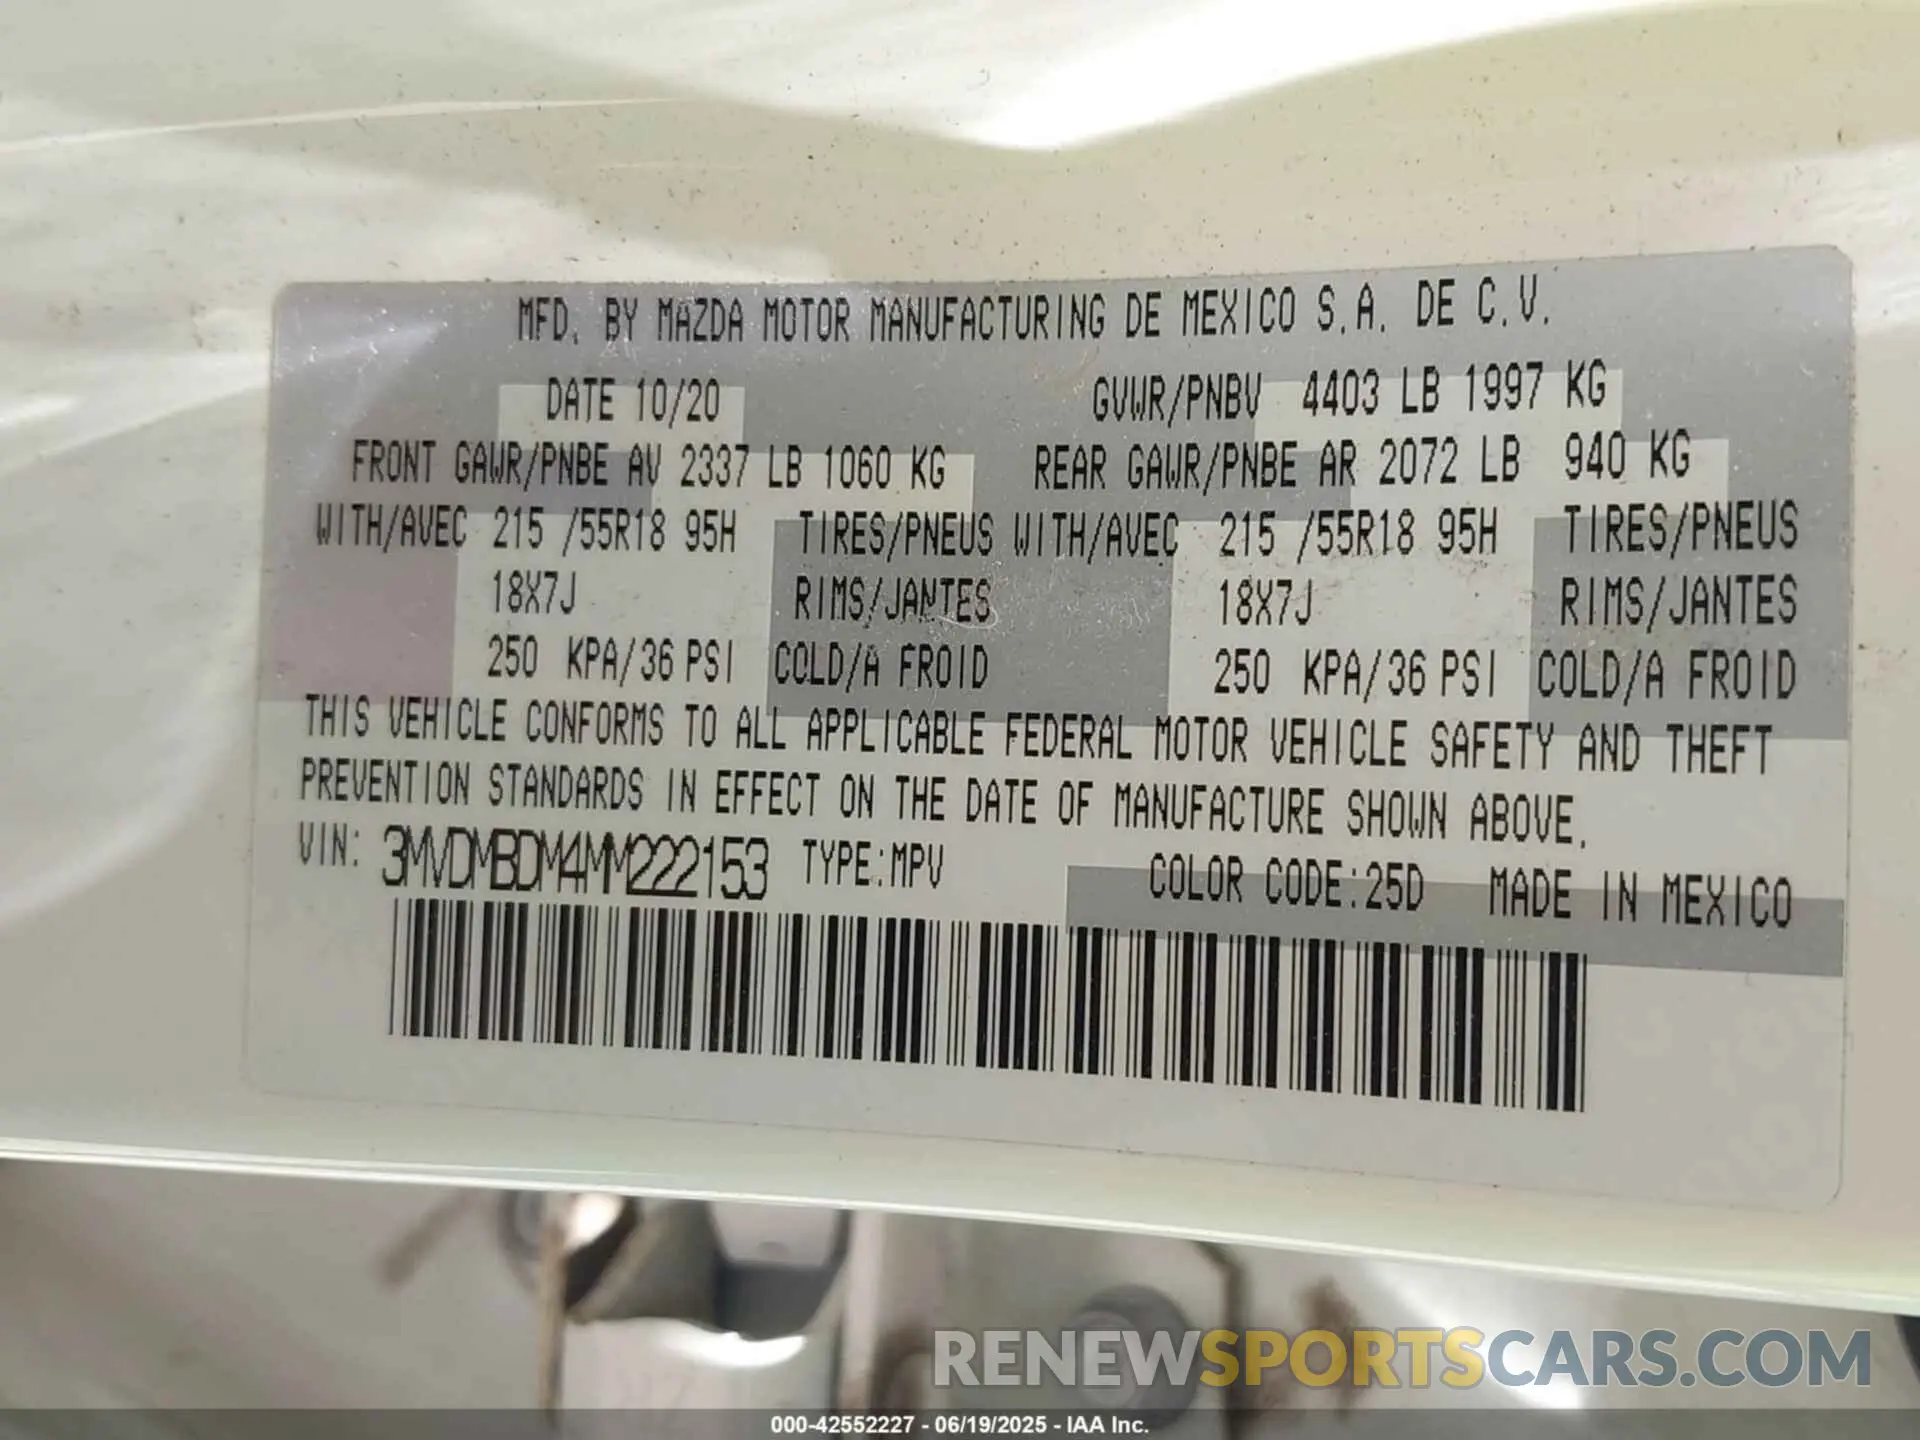 MFD. BY MAZDA MOTOR MANUFACTURING DE MEXICO S.A. DE C.V.
DATE 10/20 GVWR/PNBV 4403 LB 1997 KG
FRONT GAWR/PNBE AV 2337 LB 1060 KG REAR GAWR/PNBE AR 2072 LB 940 KG
WITH/AVEC 215 /55R18 95H TIRES/PNEUS WITH/AVEC 215 /55R18 95H TIRES/PNEUS
18X7J RIMS/JANTES 18X7J RIMS/JANTES
250 KPA/36 PSI COLD/A FROID 250 KPA/36 PSI COLD/A FROID
THIS VEHICLE CONFORMS TO ALL APPLICABLE FEDERAL MOTOR VEHICLE SAFETY AND THEFT
PREVENTION STANDARDS IN EFFECT ON THE DATE OF MANUFACTURE SHOWN ABOVE.
VIN: 3MVDMBDM4MM222153 TYPE:MPV COLOR CODE:25D MADE IN MEXICO
RENEWSPORTSCARS.COM
000-42552227 - 06/19/2025 - IAA Inc.